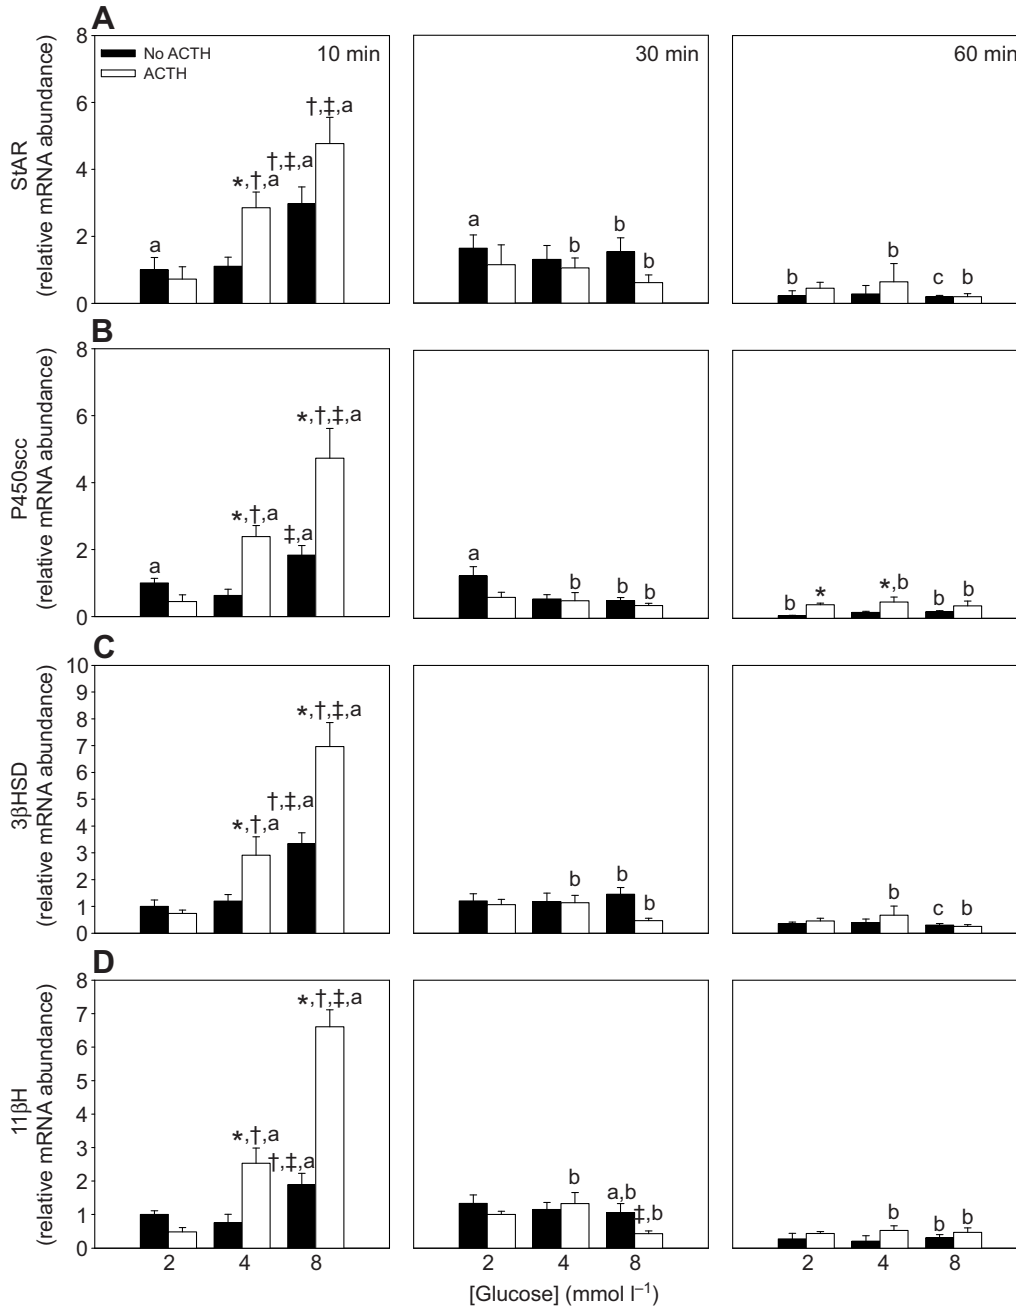 A
StAR
(relative mRNA abundance)
8
6
4
2
0
No ACTH
ACTH
10 min
30 min
60 min
†,‡,a
†,‡,a
*,†,a
a
a
b
b
b
b
b
c
b
B
P450scc
(relative mRNA abundance)
8
6
4
2
0
*,†,‡,a
*,†,a
‡,a
a
a
b
b
b
b
*
*,b
b
b
C
3βHSD
(relative mRNA abundance)
10
9
8
7
6
5
4
3
2
1
0
*,†,‡,a
†,‡,a
*,†,a
b
b
b
b
c
b
D
11βH
(relative mRNA abundance)
8
7
6
5
4
3
2
1
0
*,†,‡,a
*,†,a
†,‡,a
b
a,b
‡,b
b
b
b
2 4 8 2 4 8 2 4 8
[Glucose] (mmol l⁻¹)